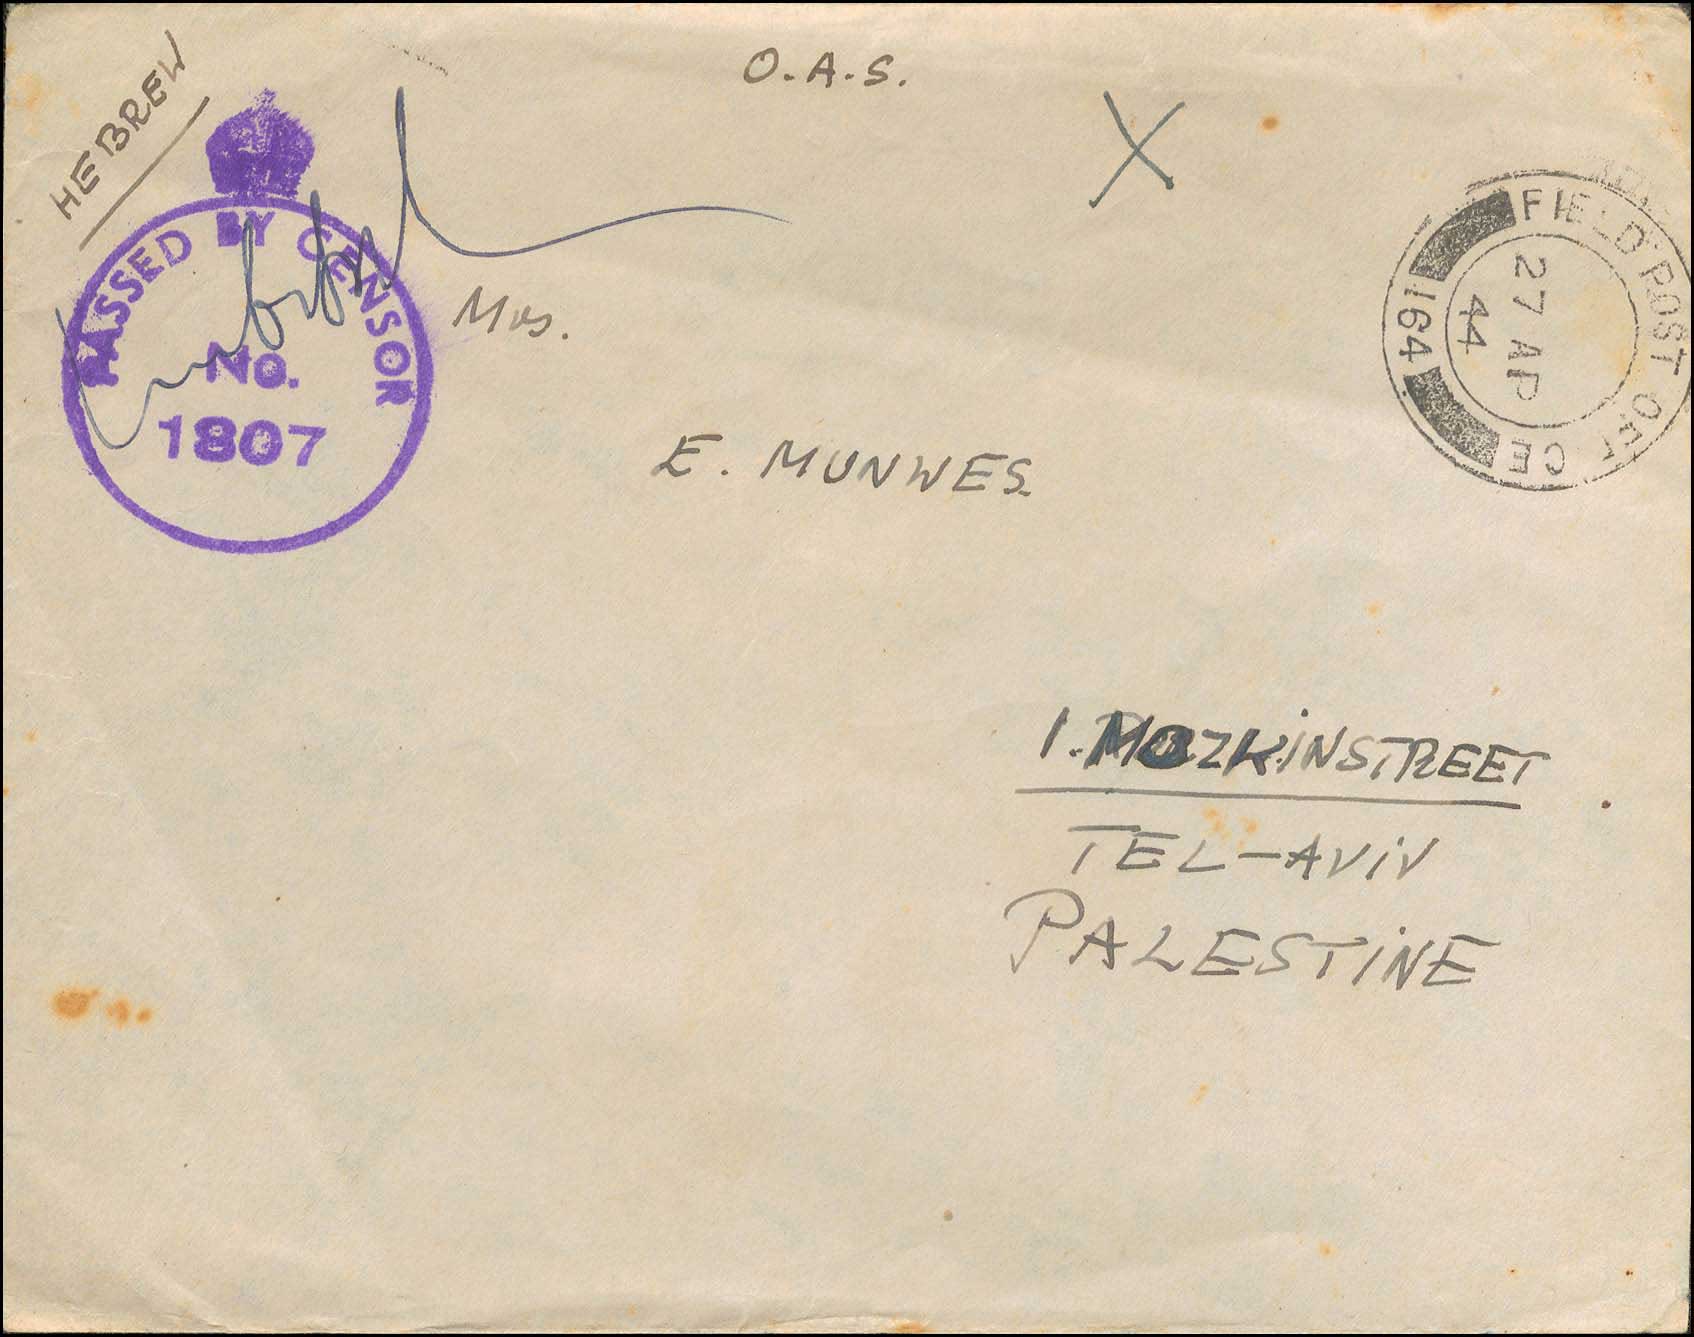 O.A.S.
HEBREW
X
PASSED BY CENSOR
No.
1807
FIELD POST OFFICE
164
27 AP
44
Mrs.
E. MUNWES.
1. MOZKINSTREET
TEL-AVIV
PALESTINE